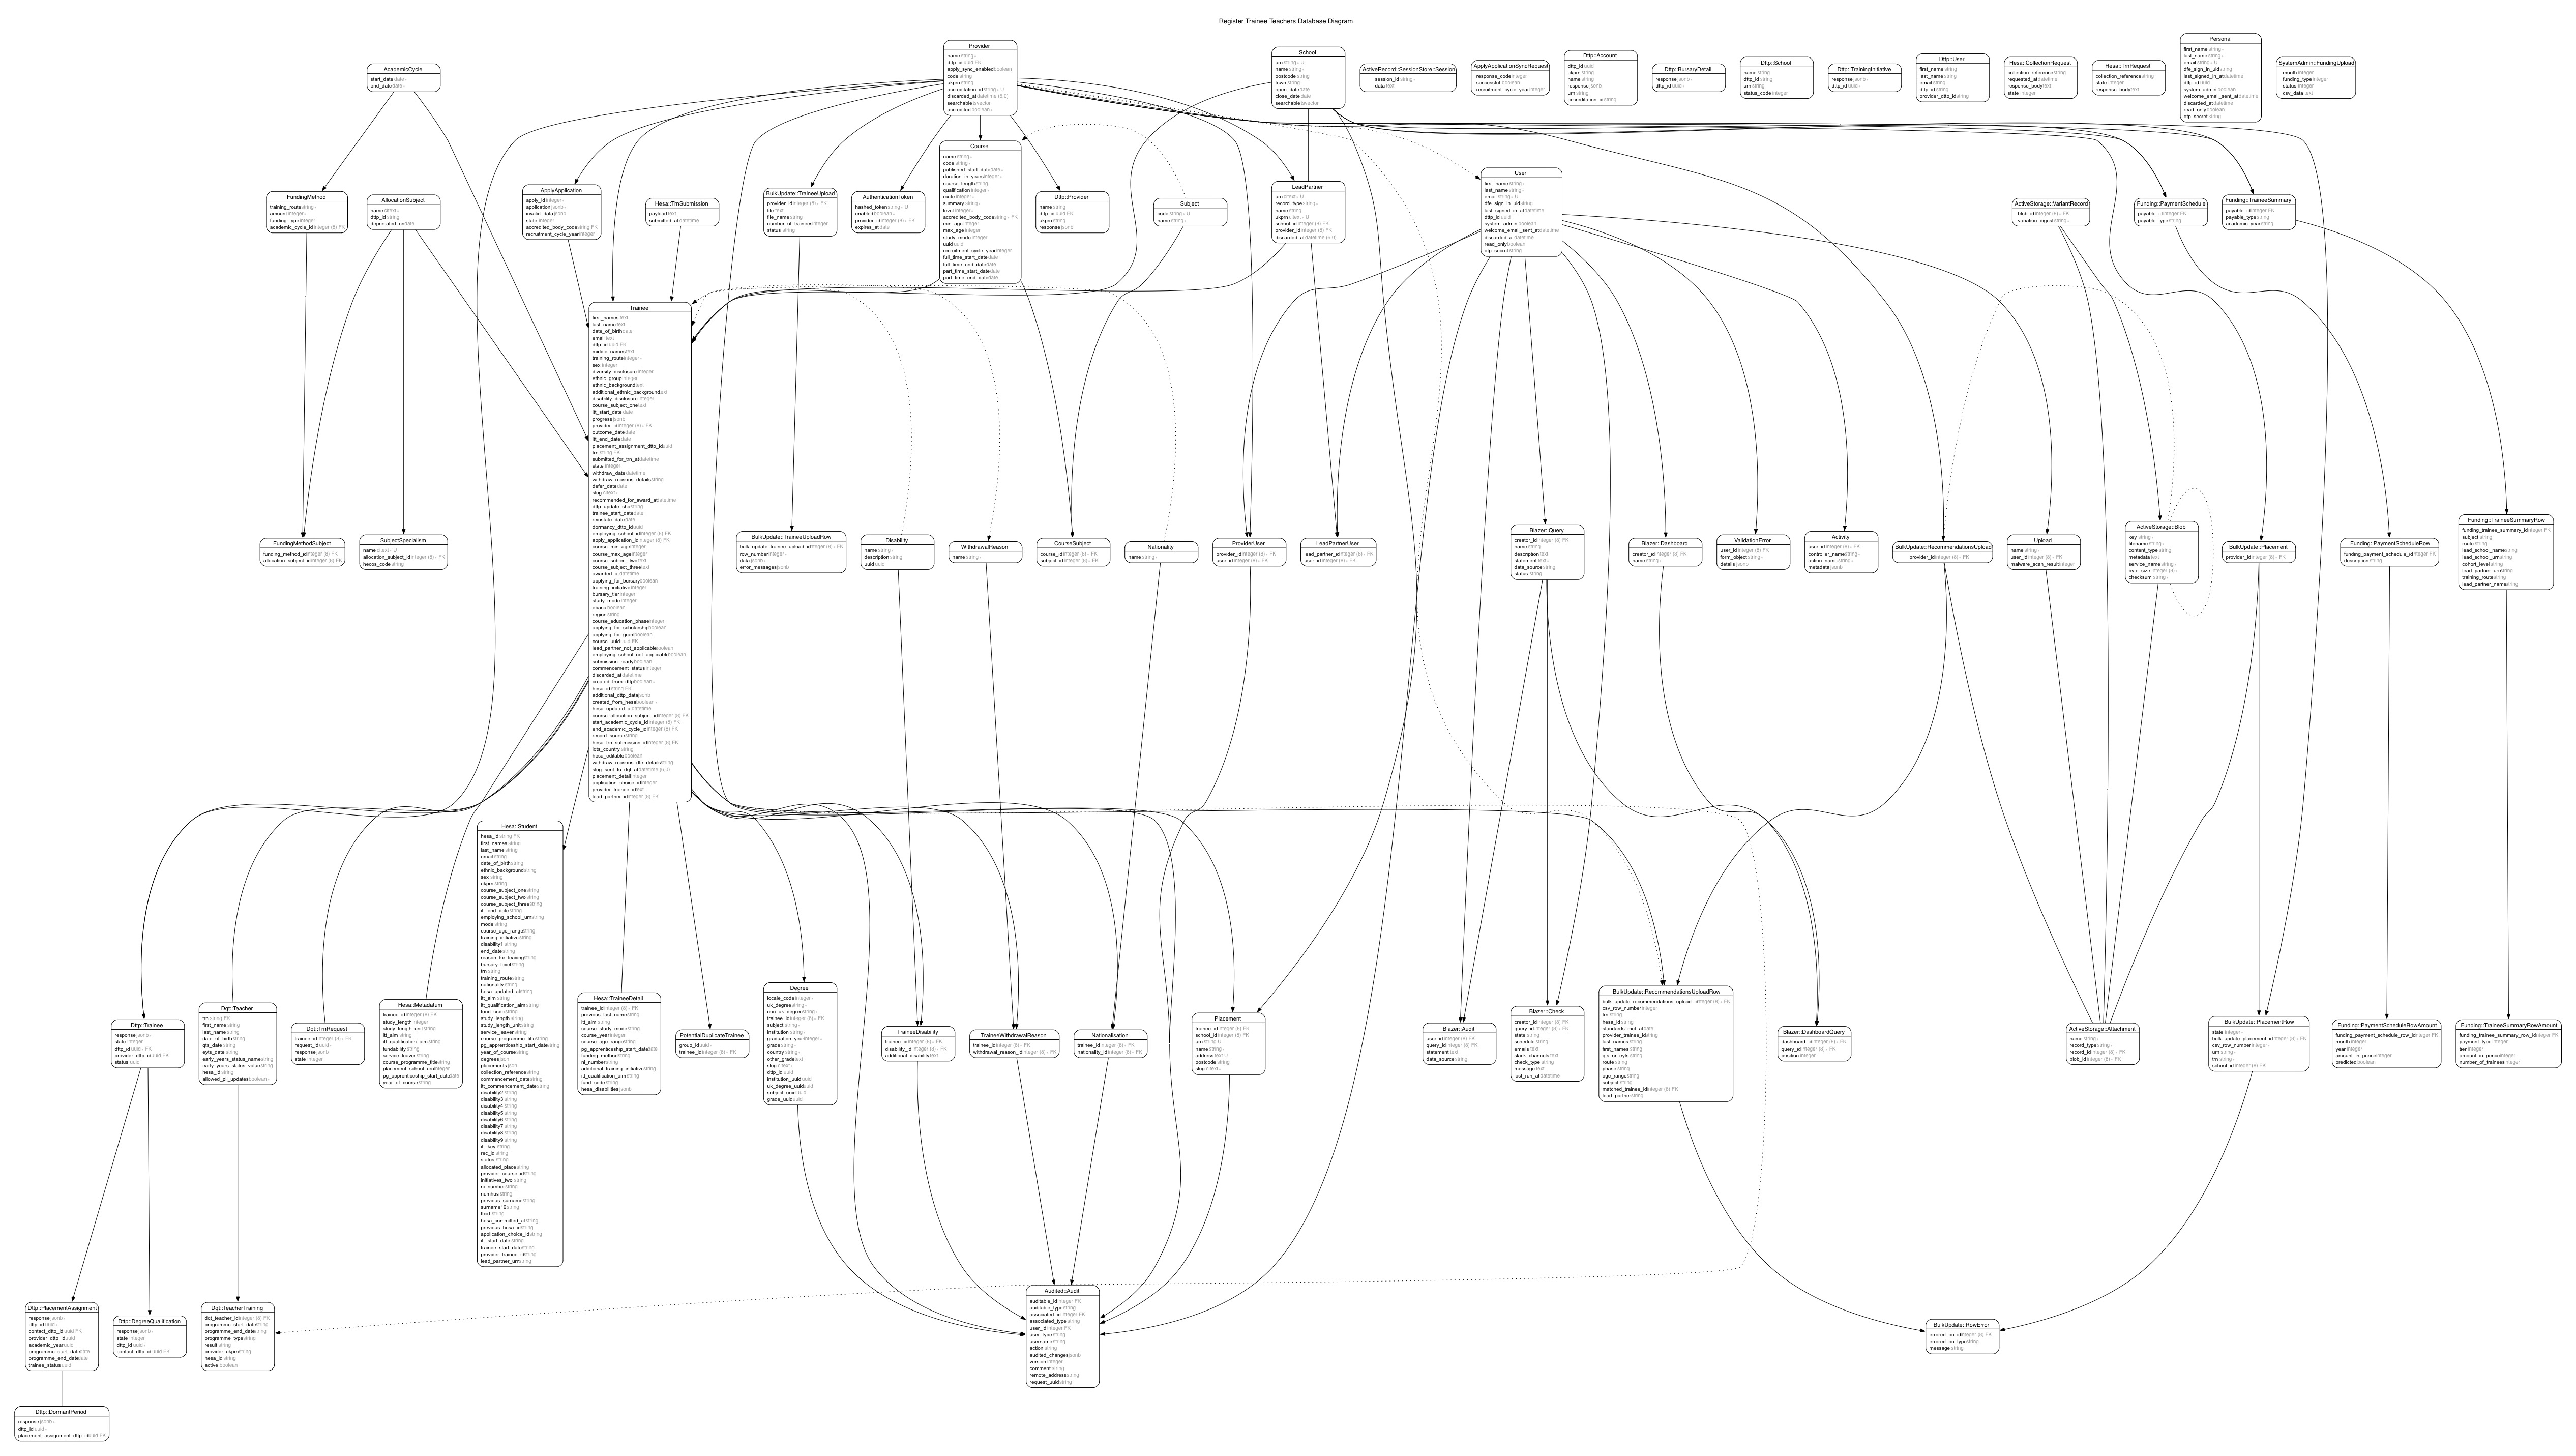 Register Trainee Teachers Database Diagram
AcademicCycle
start_date date ∗
end_date date ∗
Provider
name string ∗
dttp_id uuid FK
apply_sync_enabled boolean
code string
ukprn string
accreditation_id string ∗ U
discarded_at datetime (6,0)
searchable tsvector
accredited boolean ∗
School
urn string ∗ U
name string ∗
postcode string
town string
open_date date
close_date date
searchable tsvector
ActiveRecord::SessionStore::Session
session_id string ∗
data text
ApplyApplicationSyncRequest
response_code integer
successful boolean
recruitment_cycle_year integer
Dttp::Account
dttp_id uuid
ukprn string
name string
response jsonb
urn string
accreditation_id string
Dttp::BursaryDetail
response jsonb ∗
dttp_id uuid ∗
Dttp::School
name string
dttp_id string
urn string
status_code integer
Dttp::TrainingInitiative
response jsonb ∗
dttp_id uuid ∗
Dttp::User
first_name string
last_name string
email string
dttp_id string
provider_dttp_id string
Hesa::CollectionRequest
collection_reference string
requested_at datetime
response_body text
state integer
Hesa::TrnRequest
collection_reference string
state integer
response_body text
Persona
first_name string ∗
last_name string ∗
email string ∗ U
dfe_sign_in_uid string
last_signed_in_at datetime
dttp_id uuid
system_admin boolean
welcome_email_sent_at datetime
discarded_at datetime
read_only boolean
otp_secret string
SystemAdmin::FundingUpload
month integer
funding_type integer
status integer
csv_data text
FundingMethod
training_route string ∗
amount integer ∗
funding_type integer
academic_cycle_id integer (8) FK
AllocationSubject
name citext ∗
dttp_id string
deprecated_on date
ApplyApplication
apply_id integer ∗
application jsonb ∗
invalid_data jsonb
state integer
accredited_body_code string FK
recruitment_cycle_year integer
Hesa::TrnSubmission
payload text
submitted_at datetime
BulkUpdate::TraineeUpload
provider_id integer (8) ∗ FK
file text
file_name string
number_of_trainees integer
status string
AuthenticationToken
hashed_token string ∗ U
enabled boolean ∗
provider_id integer (8) ∗ FK
expires_at date
Course
name string ∗
code string ∗
published_start_date date ∗
duration_in_years integer ∗
course_length string
qualification integer ∗
route integer ∗
summary string ∗
level integer ∗
accredited_body_code string ∗ FK
min_age integer
max_age integer
study_mode integer
uuid uuid
recruitment_cycle_year integer
full_time_start_date date
full_time_end_date date
part_time_start_date date
part_time_end_date date
Dttp::Provider
name string
dttp_id uuid FK
ukprn string
response jsonb
Subject
code string ∗ U
name string ∗
LeadPartner
urn citext ∗ U
record_type string ∗
name string
ukprn citext ∗ U
school_id integer (8) FK
provider_id integer (8) FK
discarded_at datetime (6,0)
User
first_name string ∗
last_name string ∗
email string ∗ U
dfe_sign_in_uid string
last_signed_in_at datetime
dttp_id uuid
system_admin boolean
welcome_email_sent_at datetime
discarded_at datetime
read_only boolean
otp_secret string
ActiveStorage::VariantRecord
blob_id integer (8) ∗ FK
variation_digest string ∗
Funding::PaymentSchedule
payable_id integer FK
payable_type string
Funding::TraineeSummary
payable_id integer FK
payable_type string
academic_year string
Trainee
first_names text
last_name text
date_of_birth date
email text
dttp_id uuid FK
middle_names text
training_route integer ∗
sex integer
diversity_disclosure integer
ethnic_group integer
ethnic_background text
additional_ethnic_background text
disability_disclosure integer
course_subject_one text
itt_start_date date
progress jsonb
provider_id integer (8) ∗ FK
outcome_date date
itt_end_date date
placement_assignment_dttp_id uuid
trn string FK
submitted_for_trn_at datetime
state integer
withdraw_date datetime
withdraw_reasons_details string
defer_date date
slug citext ∗
recommended_for_award_at datetime
dttp_update_sha string
trainee_start_date date
reinstate_date date
dormancy_dttp_id uuid
employing_school_id integer (8) FK
apply_application_id integer (8) FK
course_min_age integer
course_max_age integer
course_subject_two text
course_subject_three text
awarded_at datetime
applying_for_bursary boolean
training_initiative integer
bursary_tier integer
study_mode integer
ebacc boolean
region string
course_education_phase integer
applying_for_scholarship boolean
applying_for_grant boolean
course_uuid uuid FK
lead_partner_not_applicable boolean
employing_school_not_applicable boolean
submission_ready boolean
commencement_status integer
discarded_at datetime
created_from_dttp boolean ∗
hesa_id string FK
additional_dttp_data jsonb
created_from_hesa boolean ∗
hesa_updated_at datetime
course_allocation_subject_id integer (8) FK
start_academic_cycle_id integer (8) FK
end_academic_cycle_id integer (8) FK
record_source string
hesa_trn_submission_id integer (8) FK
iqts_country string
hesa_editable boolean
withdraw_reasons_dfe_details string
slug_sent_to_dqt_at datetime (6,0)
placement_detail integer
application_choice_id integer
provider_trainee_id text
lead_partner_id integer (8) FK
FundingMethodSubject
funding_method_id integer (8) FK
allocation_subject_id integer (8) FK
SubjectSpecialism
name citext ∗ U
allocation_subject_id integer (8) ∗ FK
hecos_code string
BulkUpdate::TraineeUploadRow
bulk_update_trainee_upload_id integer (8) ∗ FK
row_number integer ∗
data jsonb ∗
error_messages jsonb
Disability
name string ∗
description string
uuid uuid
WithdrawalReason
name string ∗
CourseSubject
course_id integer (8) ∗ FK
subject_id integer (8) ∗ FK
Nationality
name string ∗
ProviderUser
provider_id integer (8) ∗ FK
user_id integer (8) ∗ FK
LeadPartnerUser
lead_partner_id integer (8) ∗ FK
user_id integer (8) ∗ FK
Blazer::Query
creator_id integer (8) FK
name string
description text
statement text ∗
data_source string
status string
Blazer::Dashboard
creator_id integer (8) FK
name string ∗
ValidationError
user_id integer (8) FK
form_object string ∗
details jsonb
Activity
user_id integer (8) ∗ FK
controller_name string ∗
action_name string ∗
metadata jsonb
BulkUpdate::RecommendationsUpload
provider_id integer (8) ∗ FK
Upload
name string ∗
user_id integer (8) ∗ FK
malware_scan_result integer
ActiveStorage::Blob
key string ∗
filename string ∗
content_type string
metadata text
service_name string ∗
byte_size integer (8) ∗
checksum string ∗
BulkUpdate::Placement
provider_id integer (8) ∗ FK
Funding::PaymentScheduleRow
funding_payment_schedule_id integer FK
description string
Funding::TraineeSummaryRow
funding_trainee_summary_id integer FK
subject string
route string
lead_school_name string
lead_school_urn string
cohort_level string
lead_partner_urn string
training_route string
lead_partner_name string
Hesa::Student
hesa_id string FK
first_names string
last_name string
email string
date_of_birth string
ethnic_background string
sex string
ukprn string
course_subject_one string
course_subject_two string
course_subject_three string
itt_end_date string
employing_school_urn string
mode string
course_age_range string
training_initiative string
disability1 string
end_date string
reason_for_leaving string
bursary_level string
trn string
training_route string
nationality string
hesa_updated_at string
itt_aim string
itt_qualification_aim string
fund_code string
study_length string
study_length_unit string
service_leaver string
course_programme_title string
pg_apprenticeship_start_date string
year_of_course string
degrees json
placements json
collection_reference string
commencement_date string
itt_commencement_date string
disability2 string
disability3 string
disability4 string
disability5 string
disability6 string
disability7 string
disability8 string
disability9 string
itt_key string
rec_id string
status string
allocated_place string
provider_course_id string
initiatives_two string
ni_number string
numhus string
previous_surname string
surname16 string
ttcid string
hesa_committed_at string
previous_hesa_id string
application_choice_id string
itt_start_date string
trainee_start_date string
provider_trainee_id string
lead_partner_urn string
Dttp::Trainee
response jsonb ∗
state integer
dttp_id uuid ∗ FK
provider_dttp_id uuid FK
status uuid
Dqt::Teacher
trn string FK
first_name string
last_name string
date_of_birth string
qts_date string
eyts_date string
early_years_status_name string
early_years_status_value string
hesa_id string
allowed_pii_updates boolean ∗
Dqt::TrnRequest
trainee_id integer (8) ∗ FK
request_id uuid ∗
response jsonb
state integer
Hesa::Metadatum
trainee_id integer (8) FK
study_length integer
study_length_unit string
itt_aim string
itt_qualification_aim string
fundability string
service_leaver string
course_programme_title string
placement_school_urn integer
pg_apprenticeship_start_date date
year_of_course string
Hesa::TraineeDetail
trainee_id integer (8) ∗ FK
previous_last_name string
itt_aim string
course_study_mode string
course_year integer
course_age_range string
pg_apprenticeship_start_date date
funding_method string
ni_number string
additional_training_initiative string
itt_qualification_aim string
fund_code string
hesa_disabilities jsonb
PotentialDuplicateTrainee
group_id uuid ∗
trainee_id integer (8) ∗ FK
Degree
locale_code integer ∗
uk_degree string ∗
non_uk_degree string ∗
trainee_id integer (8) ∗ FK
subject string ∗
institution string ∗
graduation_year integer ∗
grade string ∗
country string ∗
other_grade text
slug citext ∗
dttp_id uuid
institution_uuid uuid
uk_degree_uuid uuid
subject_uuid uuid
grade_uuid uuid
TraineeDisability
trainee_id integer (8) ∗ FK
disability_id integer (8) ∗ FK
additional_disability text
TraineeWithdrawalReason
trainee_id integer (8) ∗ FK
withdrawal_reason_id integer (8) ∗ FK
Nationalisation
trainee_id integer (8) ∗ FK
nationality_id integer (8) ∗ FK
Placement
trainee_id integer (8) FK
school_id integer (8) FK
urn string U
name string ∗
address text U
postcode string
slug citext ∗
Blazer::Audit
user_id integer (8) FK
query_id integer (8) FK
statement text
data_source string
Blazer::Check
creator_id integer (8) FK
query_id integer (8) ∗ FK
state string
schedule string
emails text
slack_channels text
check_type string
message text
last_run_at datetime
BulkUpdate::RecommendationsUploadRow
bulk_update_recommendations_upload_id integer (8) ∗ FK
csv_row_number integer
trn string
hesa_id string
standards_met_at date
provider_trainee_id string
last_names string
first_names string
qts_or_eyts string
route string
phase string
age_range string
subject string
matched_trainee_id integer (8) FK
lead_partner string
Blazer::DashboardQuery
dashboard_id integer (8) ∗ FK
query_id integer (8) ∗ FK
position integer
ActiveStorage::Attachment
name string ∗
record_type string ∗
record_id integer (8) ∗ FK
blob_id integer (8) ∗ FK
BulkUpdate::PlacementRow
state integer ∗
bulk_update_placement_id integer (8) ∗ FK
csv_row_number integer ∗
urn string ∗
trn string ∗
school_id integer (8) FK
Funding::PaymentScheduleRowAmount
funding_payment_schedule_row_id integer FK
month integer
year integer
amount_in_pence integer
predicted boolean
Funding::TraineeSummaryRowAmount
funding_trainee_summary_row_id integer FK
payment_type integer
tier integer
amount_in_pence integer
number_of_trainees integer
Dttp::PlacementAssignment
response jsonb ∗
dttp_id uuid ∗
contact_dttp_id uuid FK
provider_dttp_id uuid
academic_year uuid
programme_start_date date
programme_end_date date
trainee_status uuid
Dttp::DegreeQualification
response jsonb ∗
state integer
dttp_id uuid ∗
contact_dttp_id uuid FK
Dqt::TeacherTraining
dqt_teacher_id integer (8) FK
programme_start_date string
programme_end_date string
programme_type string
result string
provider_ukprn string
hesa_id string
active boolean
Audited::Audit
auditable_id integer FK
auditable_type string
associated_id integer FK
associated_type string
user_id integer FK
user_type string
username string
action string
audited_changes jsonb
version integer
comment string
remote_address string
request_uuid string
BulkUpdate::RowError
errored_on_id integer (8) FK
errored_on_type string
message string
Dttp::DormantPeriod
response jsonb ∗
dttp_id uuid ∗
placement_assignment_dttp_id uuid FK